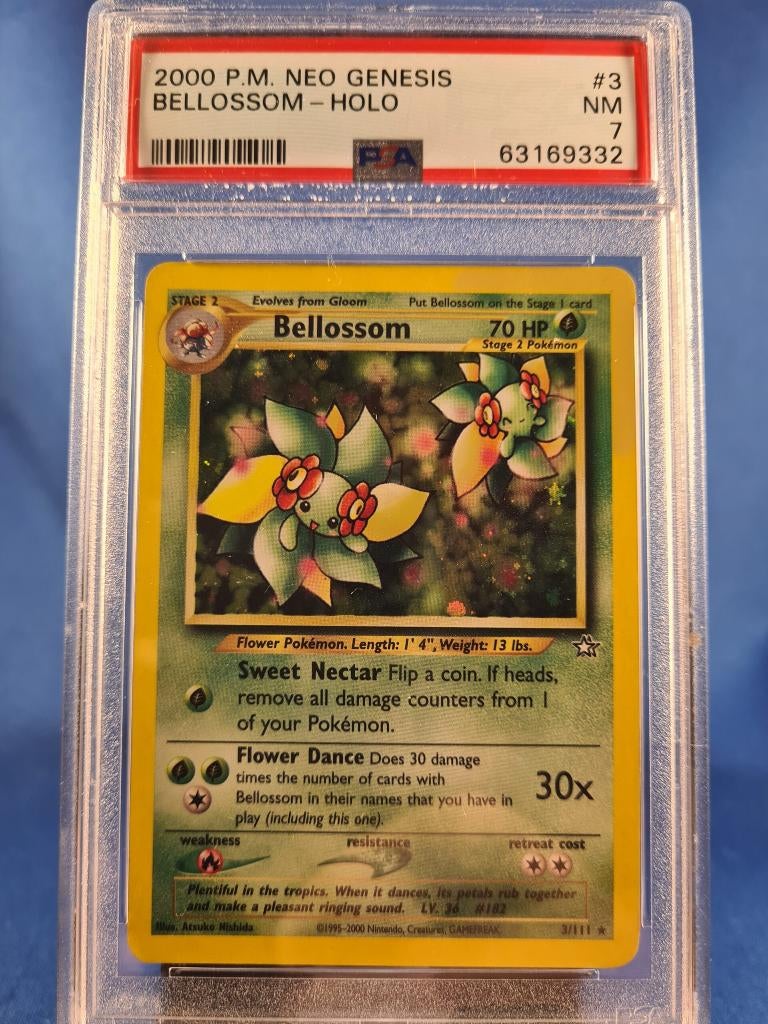 2000 P.M. NEO GENESIS #3
BELLOSSOM - HOLO NM
7
PSA 63169332
STAGE 2 Evolves from Gloom Put Bellossom on the Stage 1 card
Bellossom 70 HP
Stage 2 Pokémon
Flower Pokémon. Length: 1' 4", Weight: 13 lbs.
Sweet Nectar Flip a coin. If heads,
remove all damage counters from 1
of your Pokémon.
Flower Dance Does 30 damage
times the number of cards with
Bellossom in their names that you have in
play (including this one).
30x
weakness resistance retreat cost
Plentiful in the tropics. When it dances, its petals rub together
and make a pleasant ringing sound. LV. 36 #182
Illus. Atsuko Nishida ©1995-2000 Nintendo, Creatures, GAMEFREAK. 3/111 ★